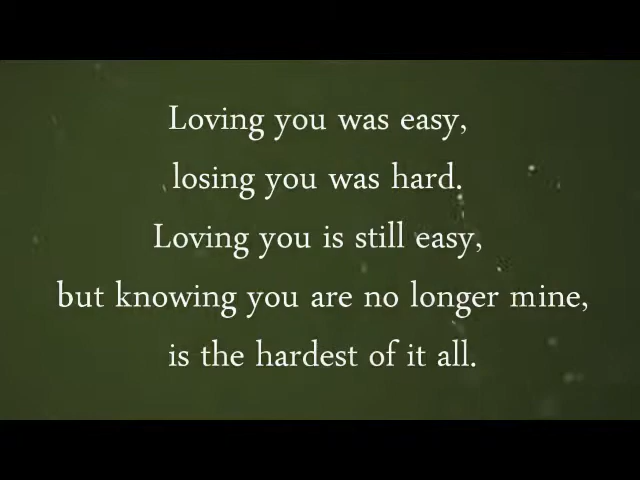 Loving you was easy,
losing you was hard.
Loving you is still easy,
but knowing you are no longer mine,
is the hardest of it all.